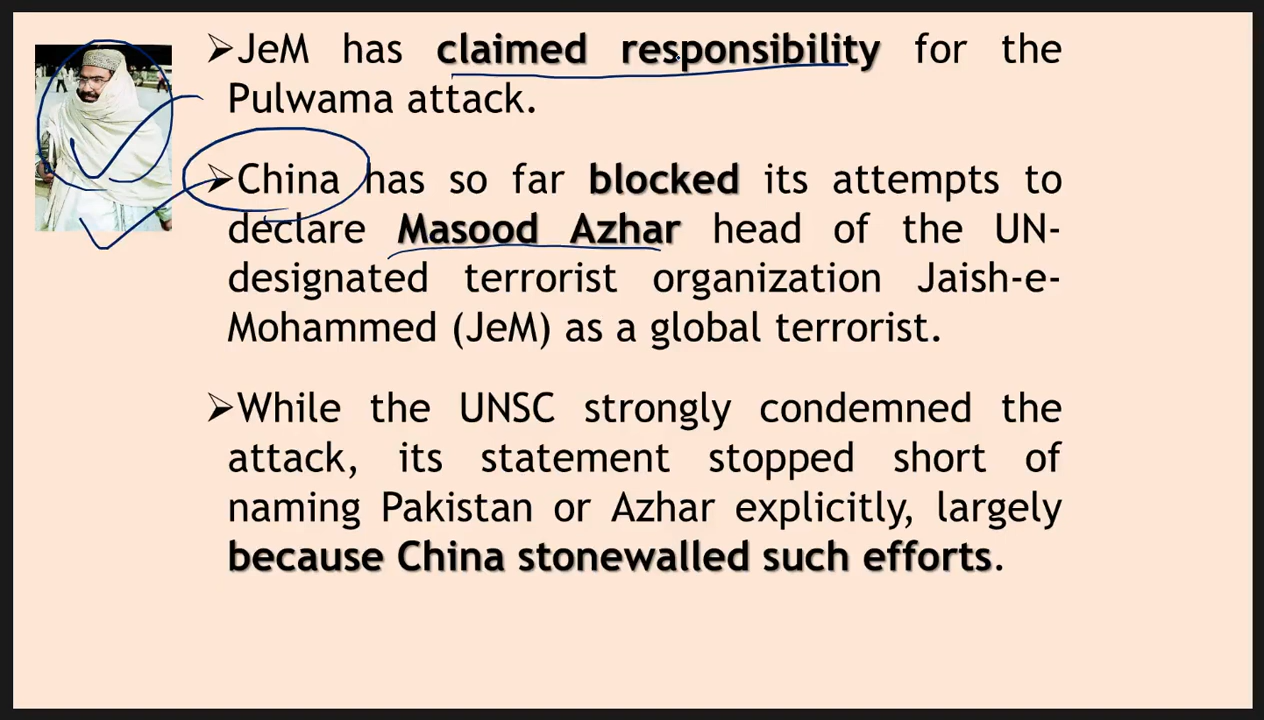 ➢JeM has claimed responsibility for the
Pulwama attack.
➢China has so far blocked its attempts to
declare Masood Azhar head of the UN-
designated terrorist organization Jaish-e-
Mohammed (JeM) as a global terrorist.
➢While the UNSC strongly condemned the
attack, its statement stopped short of
naming Pakistan or Azhar explicitly, largely
because China stonewalled such efforts.